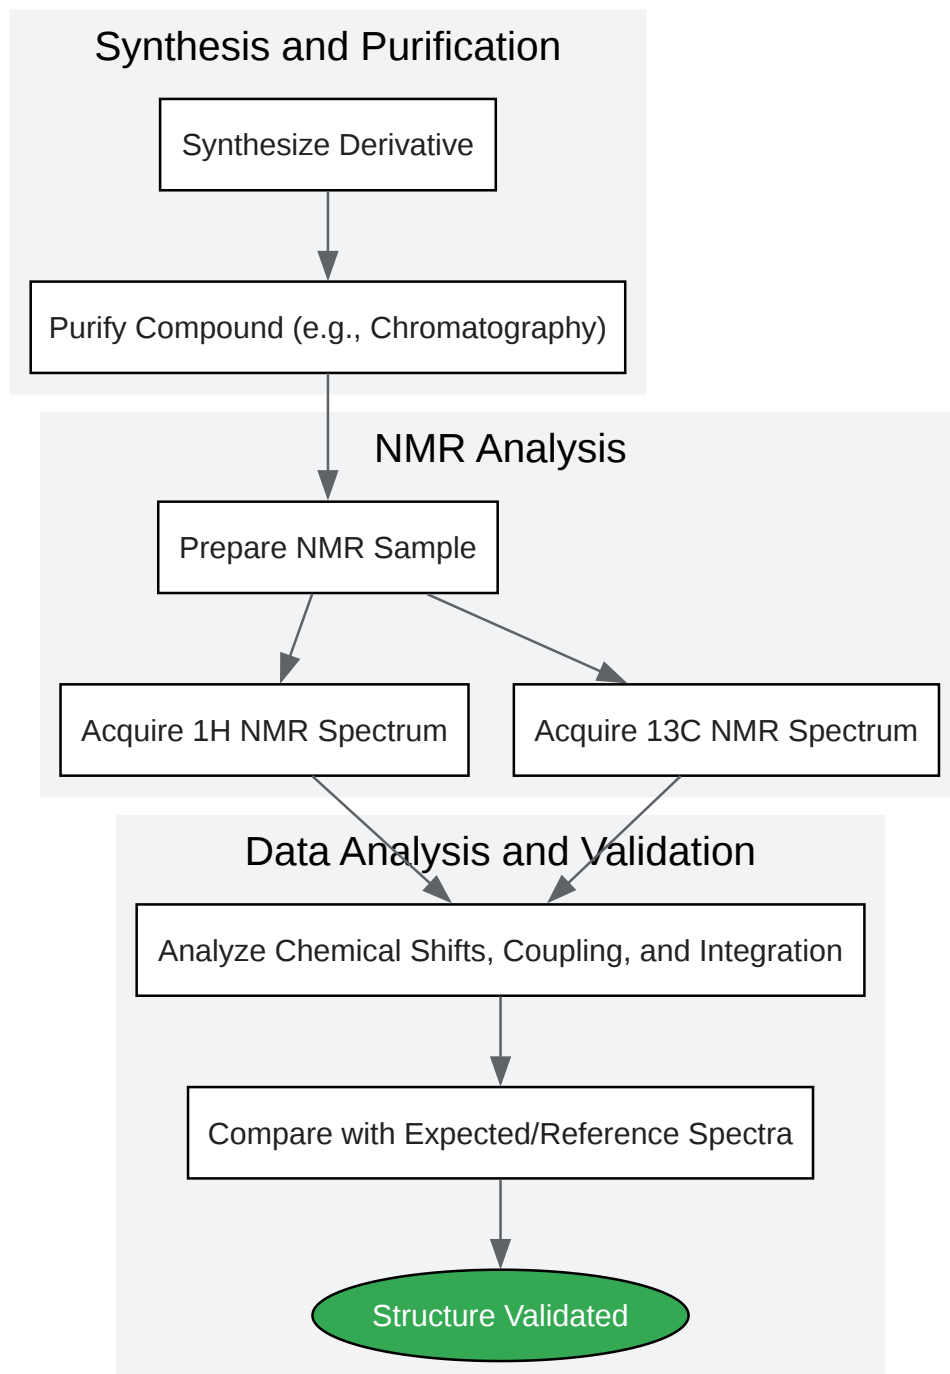 Synthesis and Purification
Synthesize Derivative
Purify Compound (e.g., Chromatography)
NMR Analysis
Prepare NMR Sample
Acquire 1H NMR Spectrum
Acquire 13C NMR Spectrum
Data Analysis and Validation
Analyze Chemical Shifts, Coupling, and Integration
Compare with Expected/Reference Spectra
Structure Validated